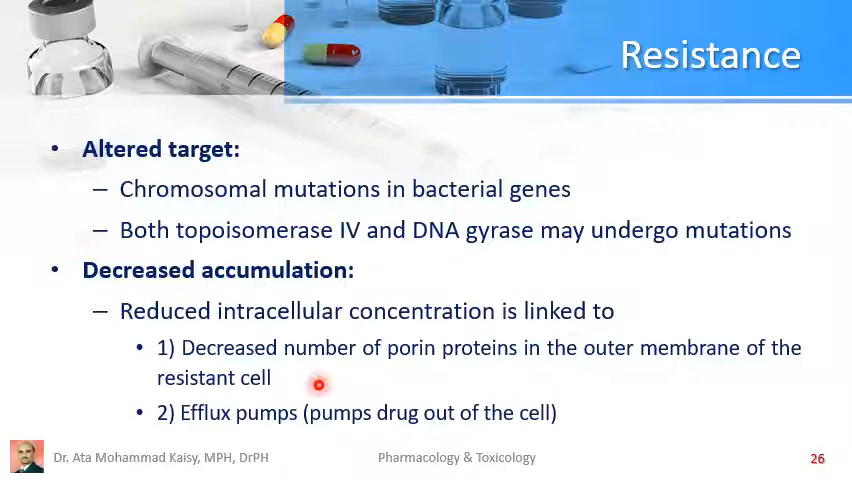 Resistance
• Altered target:
– Chromosomal mutations in bacterial genes
– Both topoisomerase IV and DNA gyrase may undergo mutations
• Decreased accumulation:
– Reduced intracellular concentration is linked to
• 1) Decreased number of porin proteins in the outer membrane of the
resistant cell
• 2) Efflux pumps (pumps drug out of the cell)
Dr. Ata Mohammad Kaisy, MPH, DrPH Pharmacology & Toxicology 26